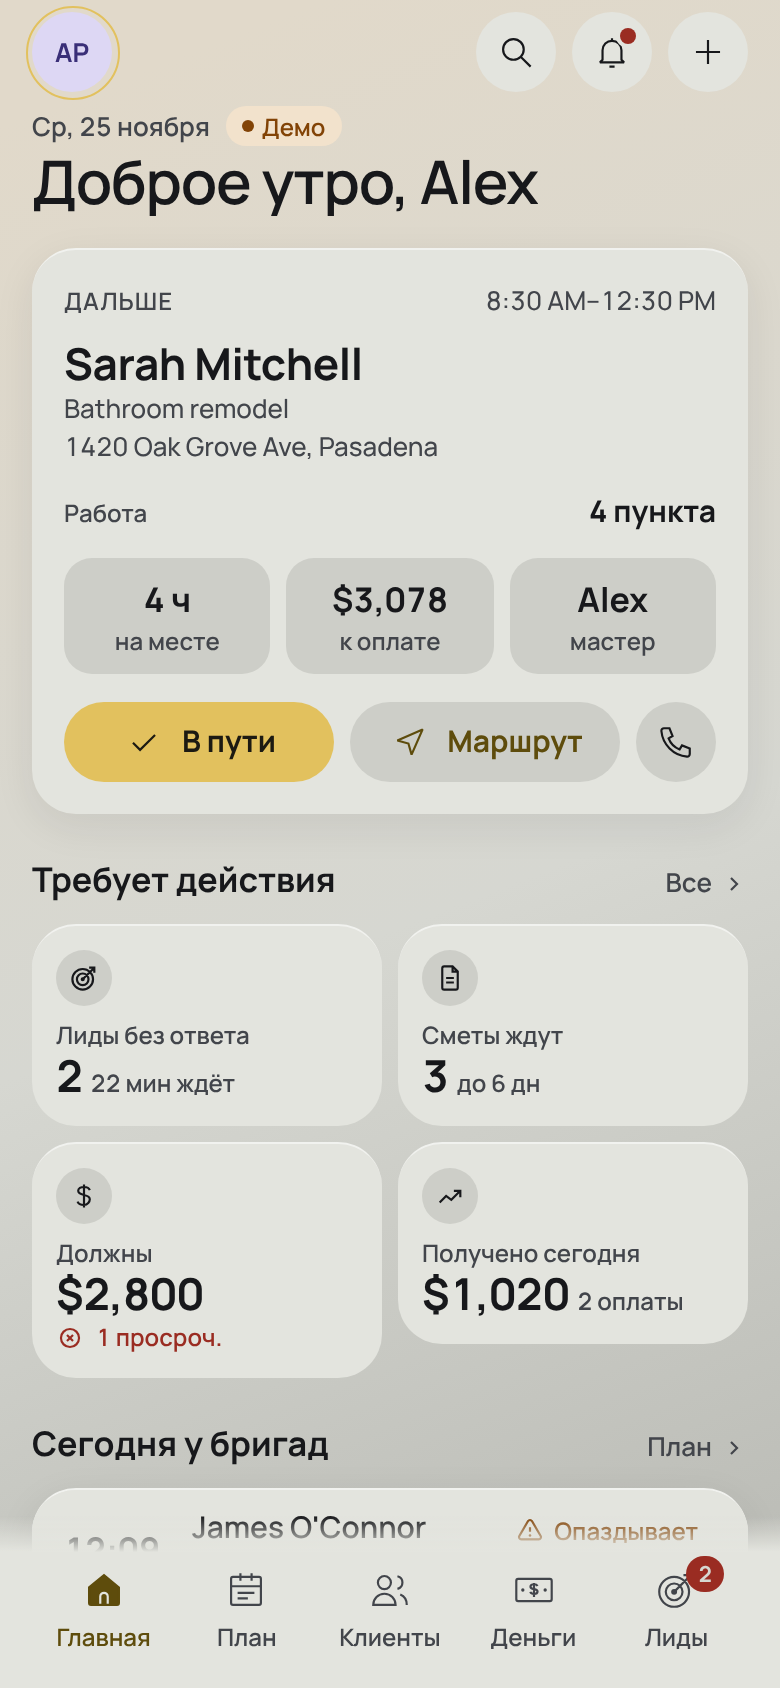 AP
Ср, 25 ноября
Демо
Доброе утро, Alex
ДАЛЬШЕ
8:30 AM–12:30 PM
Sarah Mitchell
Bathroom remodel
1420 Oak Grove Ave, Pasadena
Работа
4 пункта
4 ч
на месте
$3,078
к оплате
Alex
мастер
В пути
Маршрут
Требует действия
Все
Лиды без ответа
2 22 мин ждёт
Сметы ждут
3 до 6 дн
Должны
$2,800
1 просроч.
Получено сегодня
$1,020 2 оплаты
Сегодня у бригад
План
James O'Connor
Опаздывает
Главная
План
Клиенты
Деньги
2
Лиды